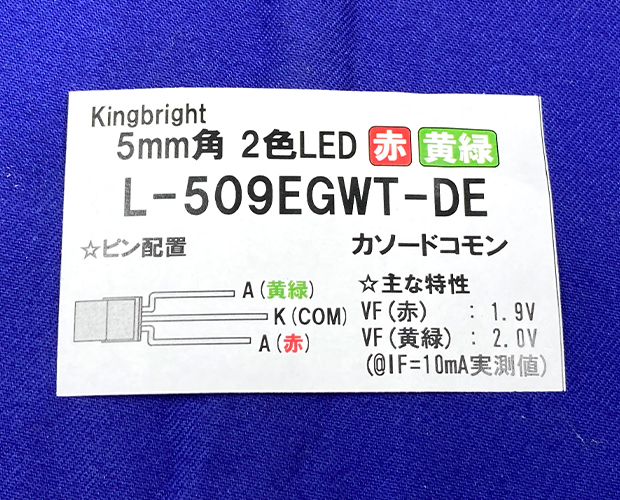 Kingbright
5mm角 2色LED 赤 黄緑
L-509EGWT-DE
☆ピン配置
カソードコモン
A(黄緑)
K(COM)
A(赤)
☆主な特性
VF(赤) : 1.9V
VF(黄緑) : 2.0V
(@IF=10mA実測値)